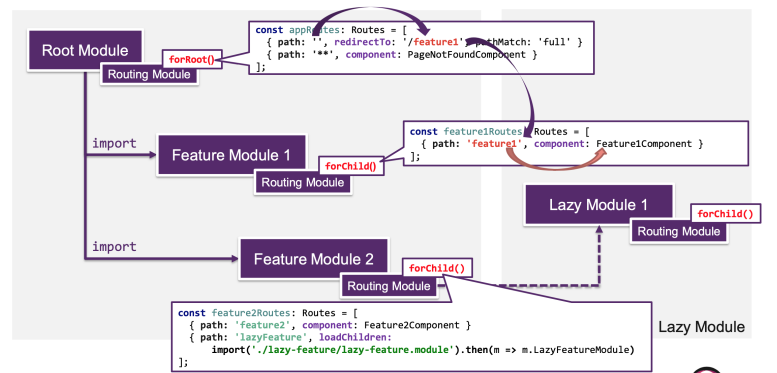 const appRoutes: Routes = [
{ path: '', redirectTo: '/feature1', pathMatch: 'full' }
{ path: '**', component: PageNotFoundComponent }
];
Root Module
forRoot()
Routing Module
import
const feature1Routes: Routes = [
{ path: 'feature1', component: Feature1Component }
];
Feature Module 1
forChild()
Routing Module
Lazy Module 1
forChild()
Routing Module
import
Feature Module 2
forChild()
Routing Module
const feature2Routes: Routes = [
{ path: 'feature2', component: Feature2Component }
{ path: 'lazyFeature', loadChildren:
import('./lazy-feature/lazy-feature.module').then(m => m.LazyFeatureModule)
];
Lazy Module